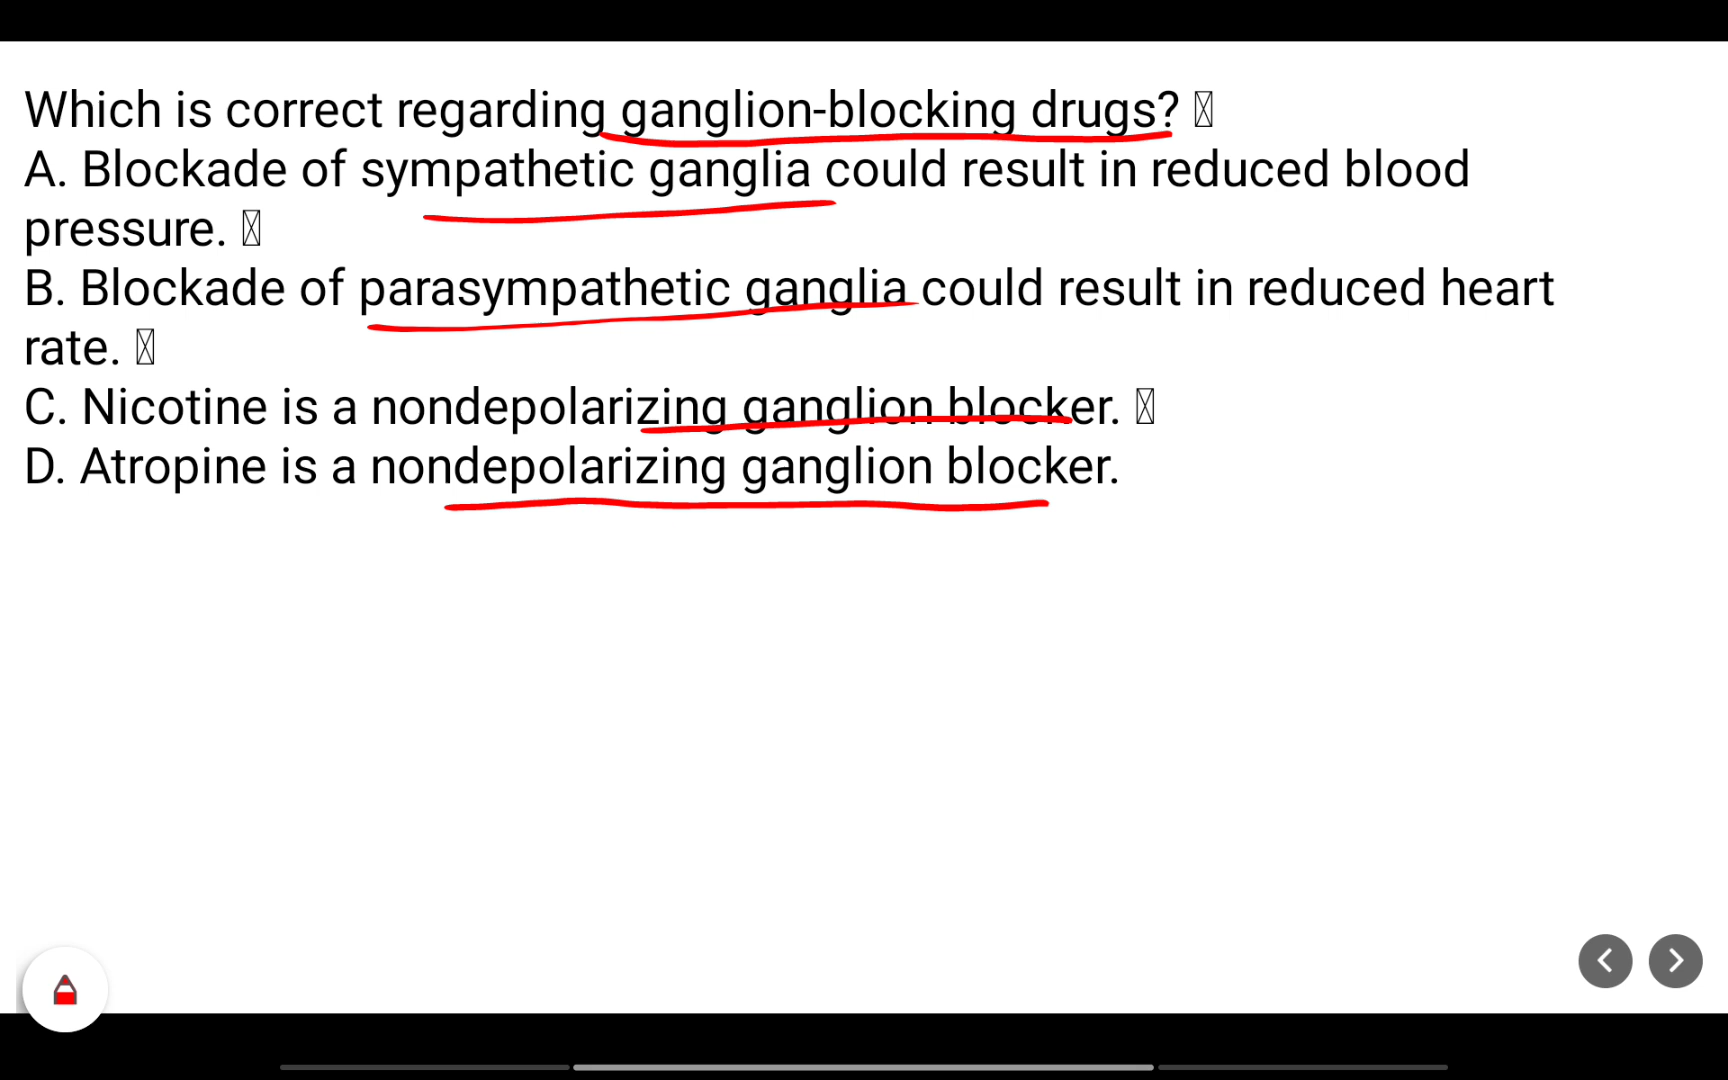 Which is correct regarding ganglion-blocking drugs?
A. Blockade of sympathetic ganglia could result in reduced blood
pressure.
B. Blockade of parasympathetic ganglia could result in reduced heart
rate.
C. Nicotine is a nondepolarizing ganglion blocker.
D. Atropine is a nondepolarizing ganglion blocker.